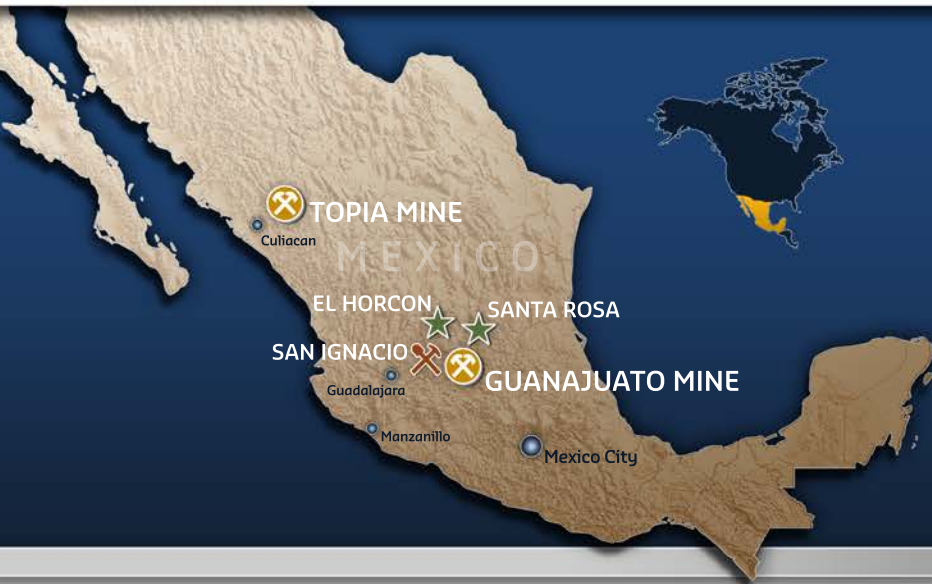 TOPIA MINE
Culiacan
MEXICO
EL HORCON
SANTA ROSA
SAN IGNACIO
GUANAJUATO MINE
Guadalajara
Manzanillo
Mexico City